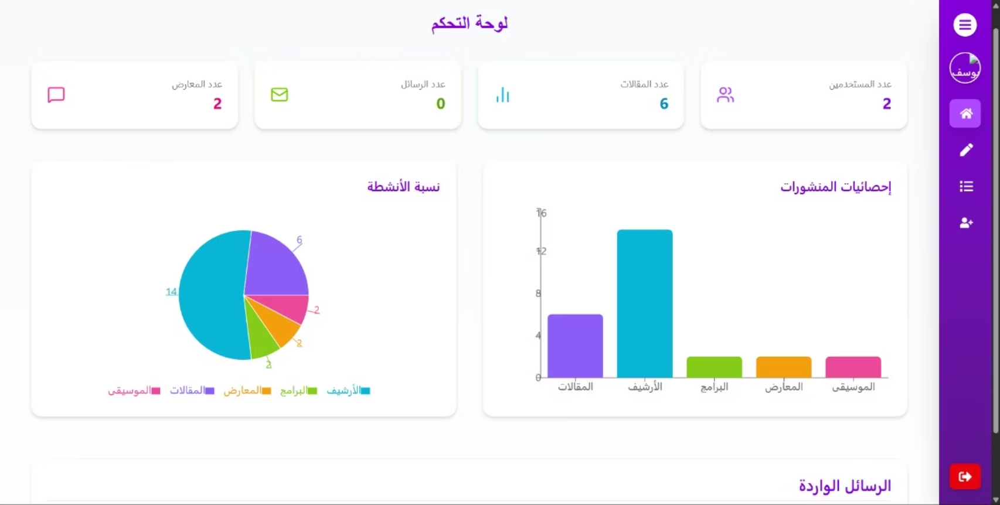 لوحة التحكم
يوسف
عدد المستخدمين
2
عدد المقالات
6
عدد الرسائل
0
عدد المعارض
2
إحصائيات المنشورات
16
12
8
4
0
المقالات
الأرشيف
البرامج
المعارض
الموسيقى
نسبة الأنشطة
6
14
2
2
2
الأرشيف
البرامج
المعارض
المقالات
الموسيقى
الرسائل الواردة